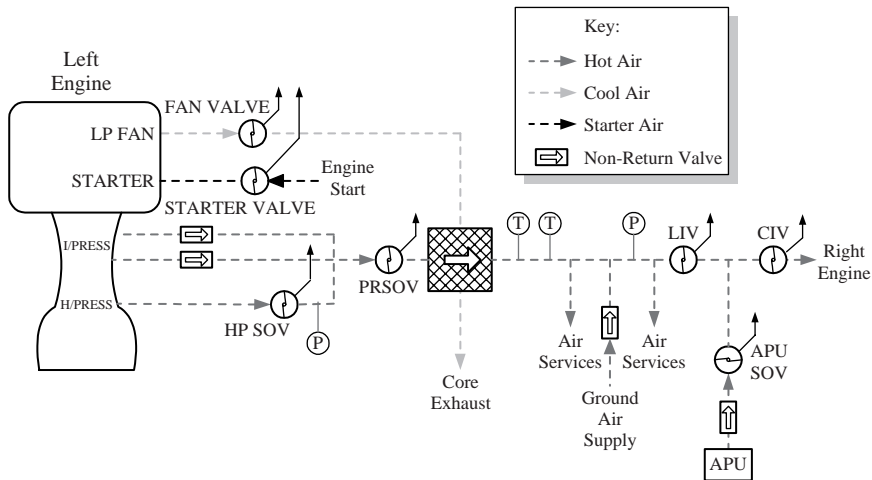 Key:
Hot Air
Cool Air
Starter Air
Non-Return Valve
Left
Engine
FAN VALVE
LP FAN
STARTER
Engine
Start
STARTER VALVE
I/PRESS
H/PRESS
HP SOV
P
PRSOV
T
T
P
LIV
CIV
Right
Engine
Air
Services
Air
Services
Core
Exhaust
Ground
Air
Supply
APU
SOV
APU